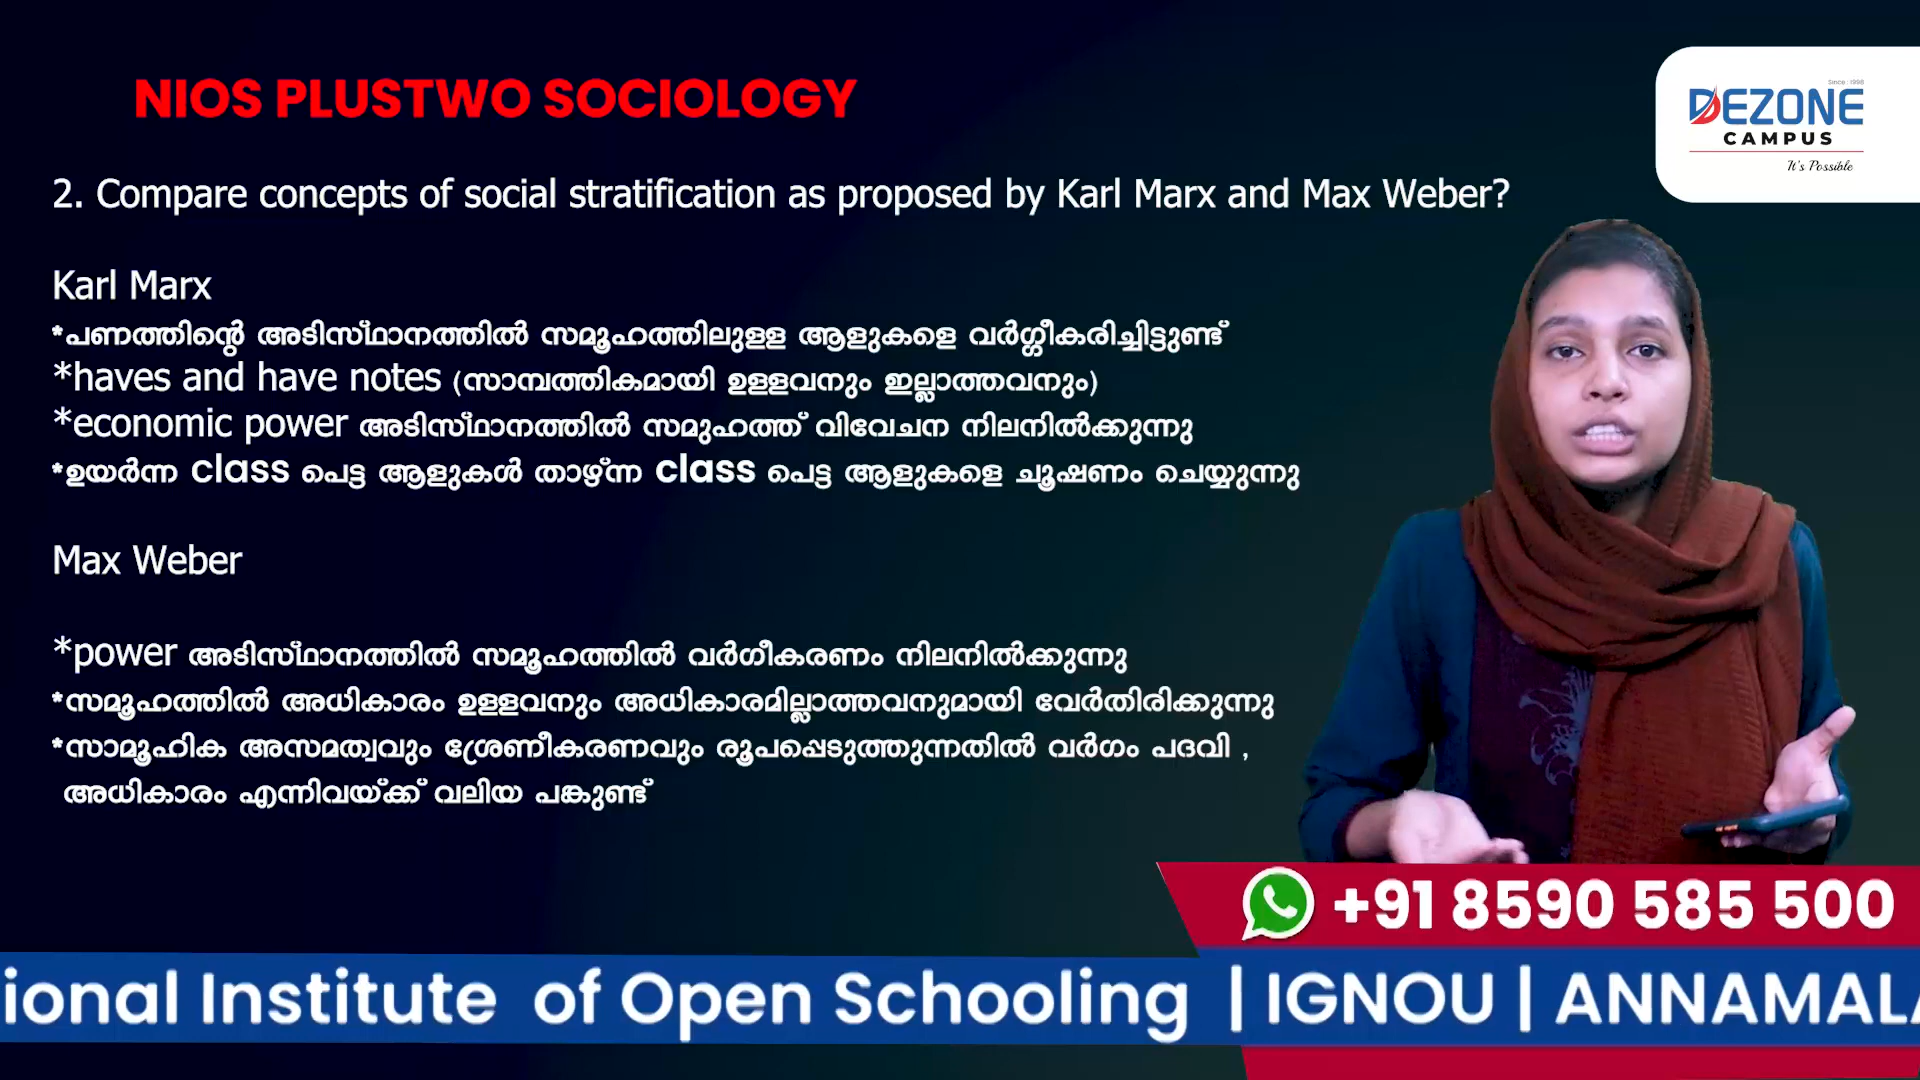 NIOS PLUSTWO SOCIOLOGY
Since : 1998
DEZONE
CAMPUS
It's Possible
2. Compare concepts of social stratification as proposed by Karl Marx and Max Weber?
Karl Marx
*പണത്തിന്റെ അടിസ്ഥാനത്തിൽ സമൂഹത്തിലുളള ആളുകളെ വർഗ്ഗീകരിച്ചിട്ടുണ്ട്
*haves and have notes (സാമ്പത്തികമായി ഉള്ളവനും ഇല്ലാത്തവനും)
*economic power അടിസ്ഥാനത്തിൽ സമുഹത്ത് വിവേചന നിലനിൽക്കുന്നു
*ഉയർന്ന class പെട്ട ആളുകൾ താഴ്ന്ന class പെട്ട ആളുകളെ ചൂഷണം ചെയ്യുന്നു
Max Weber
*power അടിസ്ഥാനത്തിൽ സമൂഹത്തിൽ വർഗീകരണം നിലനിൽക്കുന്നു
*സമൂഹത്തിൽ അധികാരം ഉള്ളവനും അധികാരമില്ലാത്തവനുമായി വേർതിരിക്കുന്നു
*സാമൂഹിക അസമത്വവും ശ്രേണീകരണവും രൂപപ്പെടുത്തുന്നതിൽ വർഗം പദവി ,
അധികാരം എന്നിവയ്ക്ക് വലിയ പങ്കുണ്ട്
+91 8590 585 500
ional Institute of Open Schooling | IGNOU | ANNAMALA